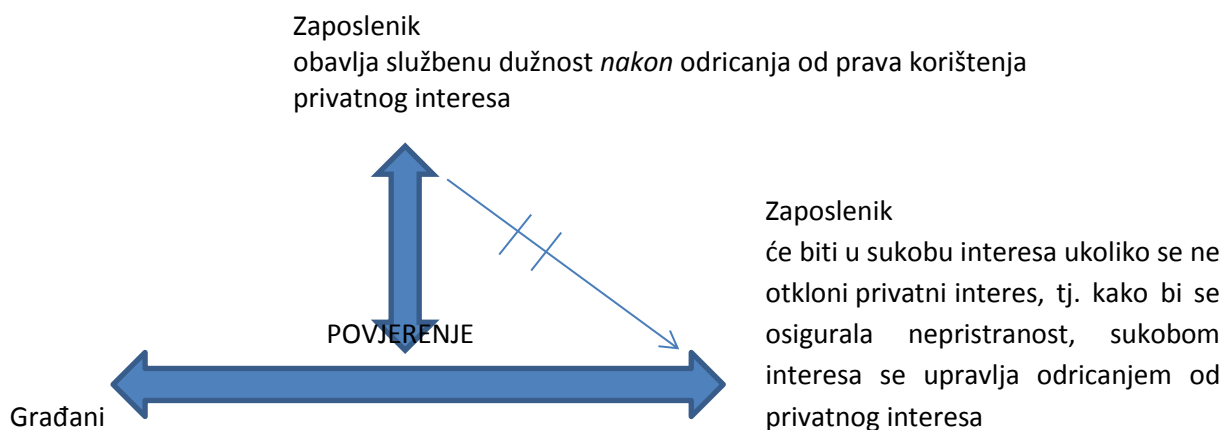 Zaposlenik
obavlja službenu dužnost nakon odricanja od prava korištenja
privatnog interesa
Zaposlenik
će biti u sukobu interesa ukoliko se ne
otkloni privatni interes, tj. kako bi se
osigurala nepristranost, sukobom
interesa se upravlja odricanjem od
privatnog interesa
POVJERENJE
Građani